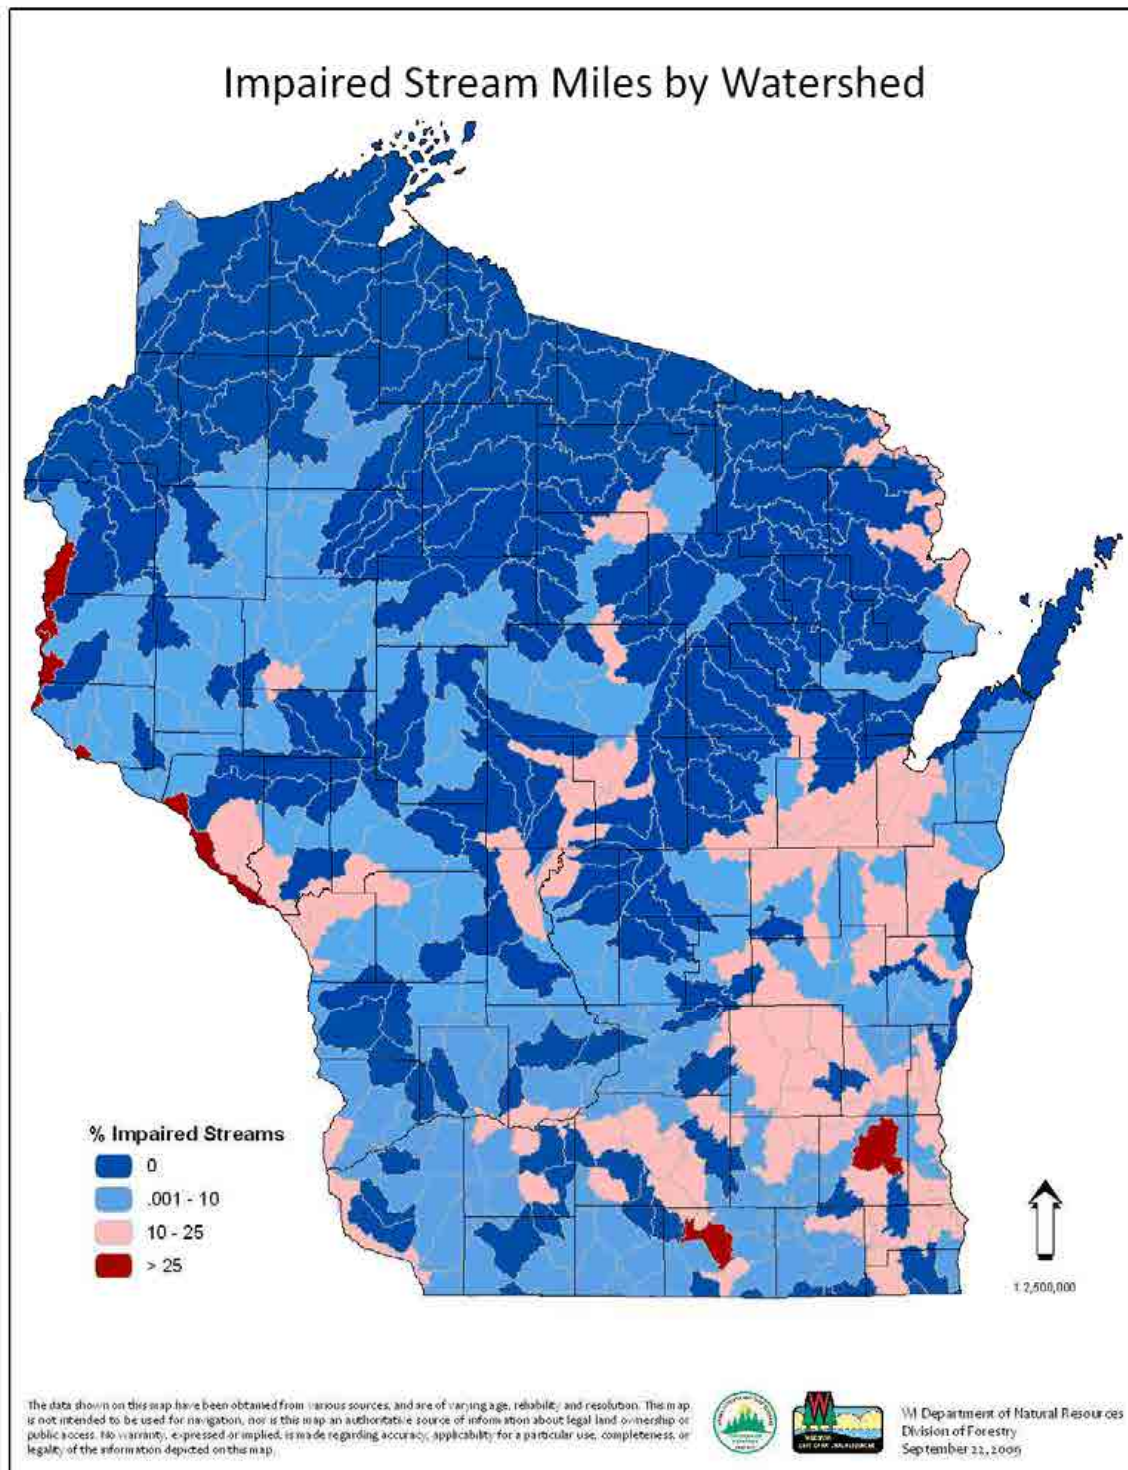 Impaired Stream Miles by Watershed
% Impaired Streams
0
.001 - 10
10 - 25
> 25
1:2,500,000
The data shown on this map have been obtained from various sources, and are of varying age, reliability and resolution. This map
is not intended to be used for navigation, nor is this map an authoritative source of information about legal land ownership or
public access. No warranty, expressed or implied, is made regarding accuracy, applicability for a particular use, completeness, or
legality of the information depicted on this map.
WI Department of Natural Resources
Division of Forestry
September 22, 2009